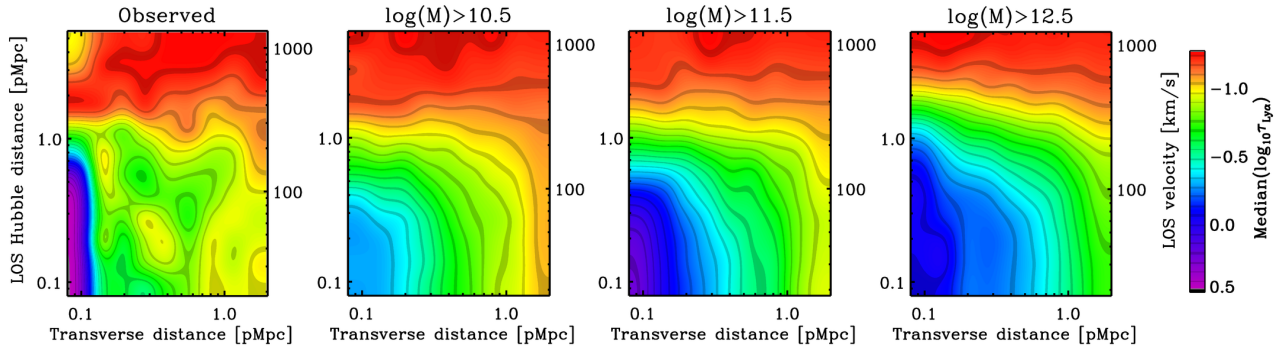 Observed
log(M)>10.5
log(M)>11.5
log(M)>12.5
LOS Hubble distance [pMpc]
1.0
0.1
1000
100
1.0
0.1
1000
100
1.0
0.1
1000
100
1.0
0.1
1000
100
LOS velocity [km/s]
-1.0
-0.5
0.0
0.5
Median(log₁₀τLyα)
0.1 1.0
0.1 1.0
0.1 1.0
0.1 1.0
Transverse distance [pMpc]
Transverse distance [pMpc]
Transverse distance [pMpc]
Transverse distance [pMpc]